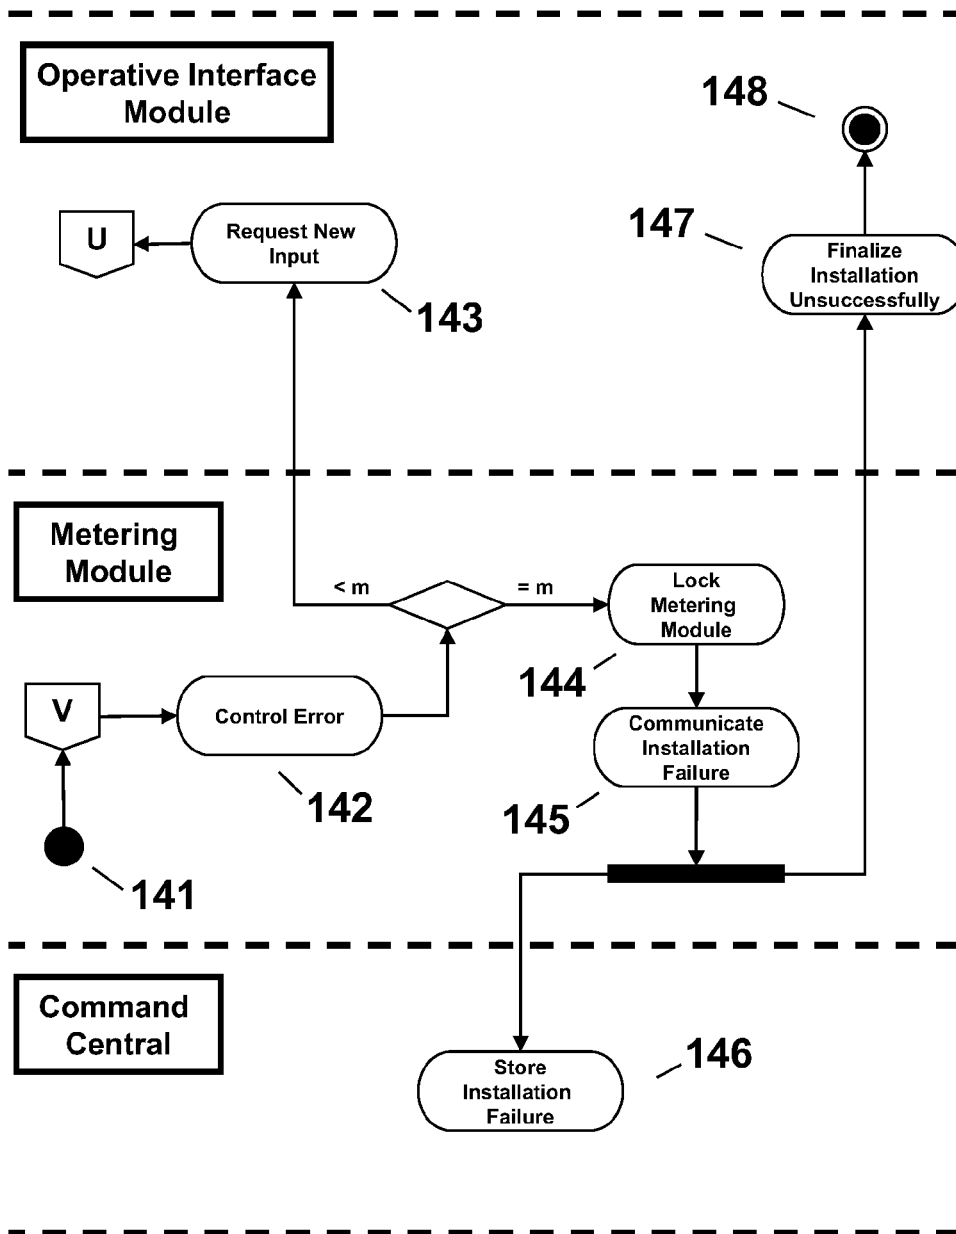 Operative Interface
Module
148
147
U
Request New
Input
143
Finalize
Installation
Unsuccessfully
Metering
Module
< m
= m
Lock
Metering
Module
144
V
Control Error
142
Communicate
Installation
Failure
145
141
Command
Central
Store
Installation
Failure
146